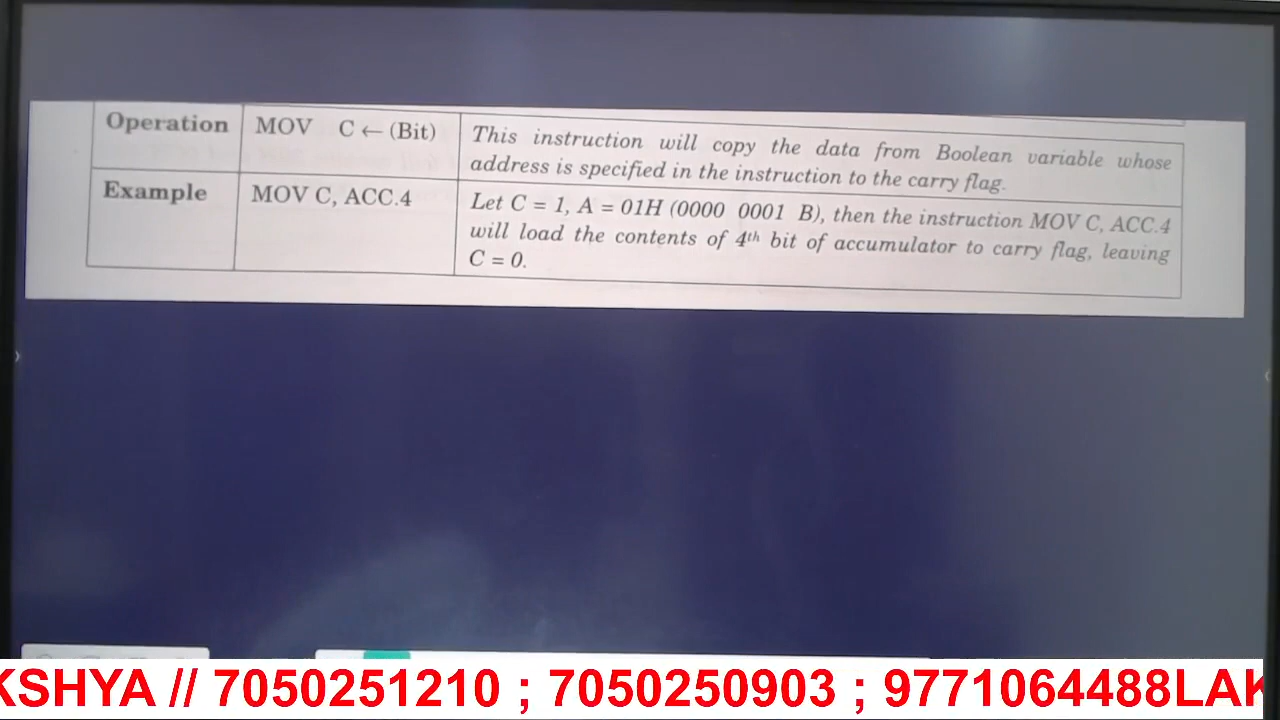 Operation MOV C ← (Bit) This instruction will copy the data from Boolean variable whose
address is specified in the instruction to the carry flag.
Example MOV C, ACC.4 Let C = 1, A = 01H (0000 0001 B), then the instruction MOV C, ACC.4
will load the contents of 4th bit of accumulator to carry flag, leaving
C = 0.
KSHYA // 7050251210 ; 7050250903 ; 9771064488LAK